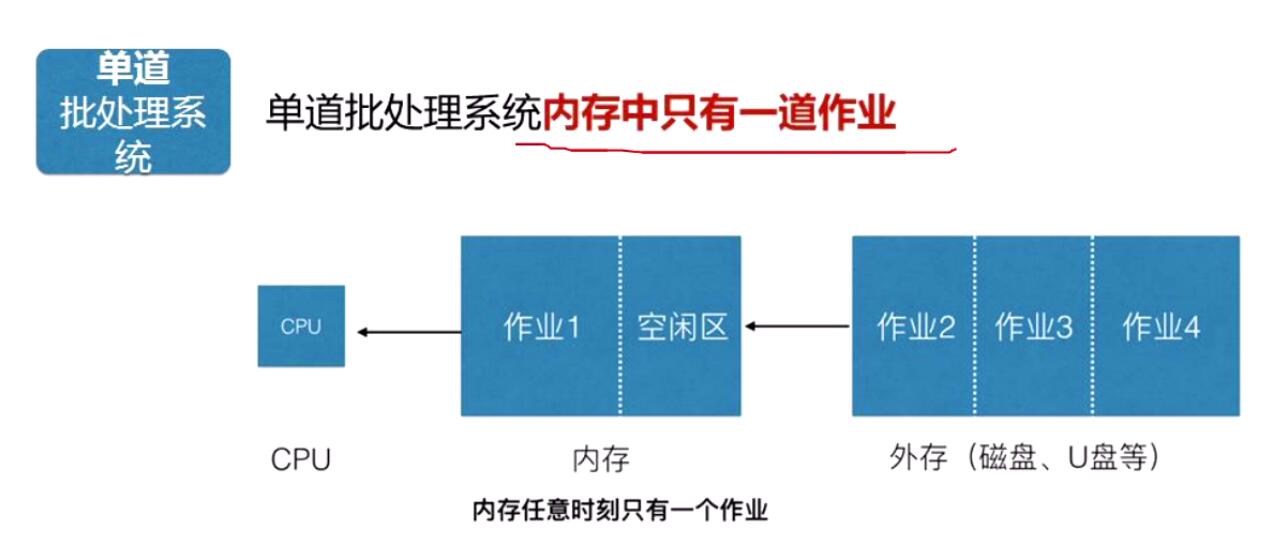 单道
批处理系
统
单道批处理系统内存中只有一道作业
CPU
作业1
空闲区
作业2
作业3
作业4
CPU
内存
外存（磁盘、U盘等）
内存任意时刻只有一个作业